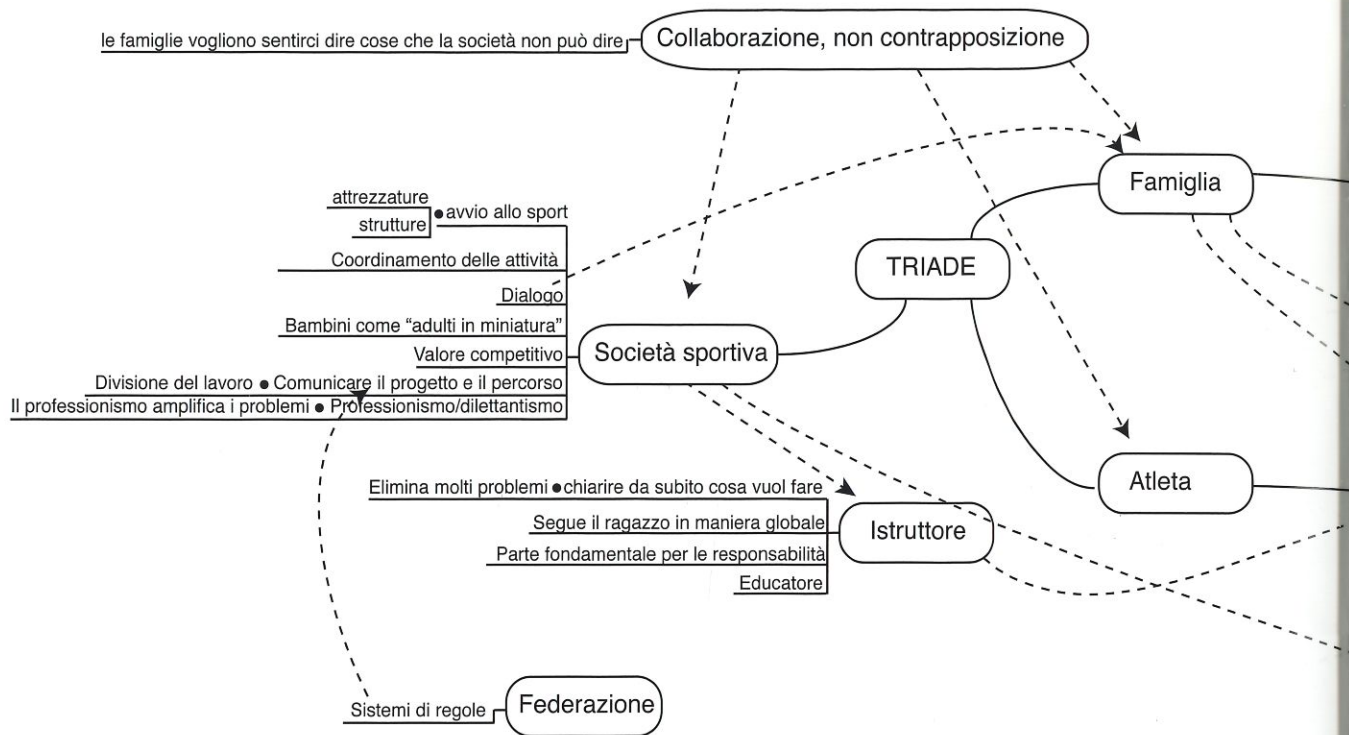 Collaborazione, non contrapposizione
le famiglie vogliono sentirci dire cose che la società non può dire
Famiglia
TRIADE
attrezzature
strutture
●avvio allo sport
Coordinamento delle attività
Dialogo
Bambini come “adulti in miniatura”
Valore competitivo
Divisione del lavoro ● Comunicare il progetto e il percorso
Il professionismo amplifica i problemi ● Professionismo/dilettantismo
Società sportiva
Atleta
Elimina molti problemi ●chiarire da subito cosa vuol fare
Segue il ragazzo in maniera globale
Parte fondamentale per le responsabilità
Educatore
Istruttore
Sistemi di regole
Federazione